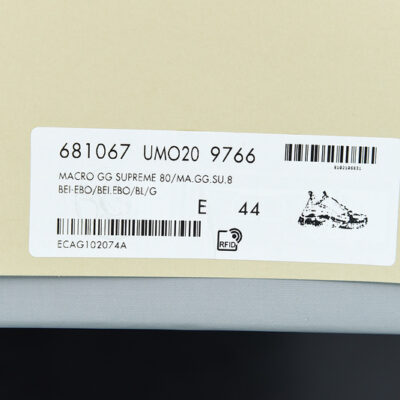 681067 UMO20 9766
MACRO GG SUPREME 80/MA.GG.SU.8
BEI-EBO/BEI.EBO/BL/G
E 44
ECAG102074A
RFID